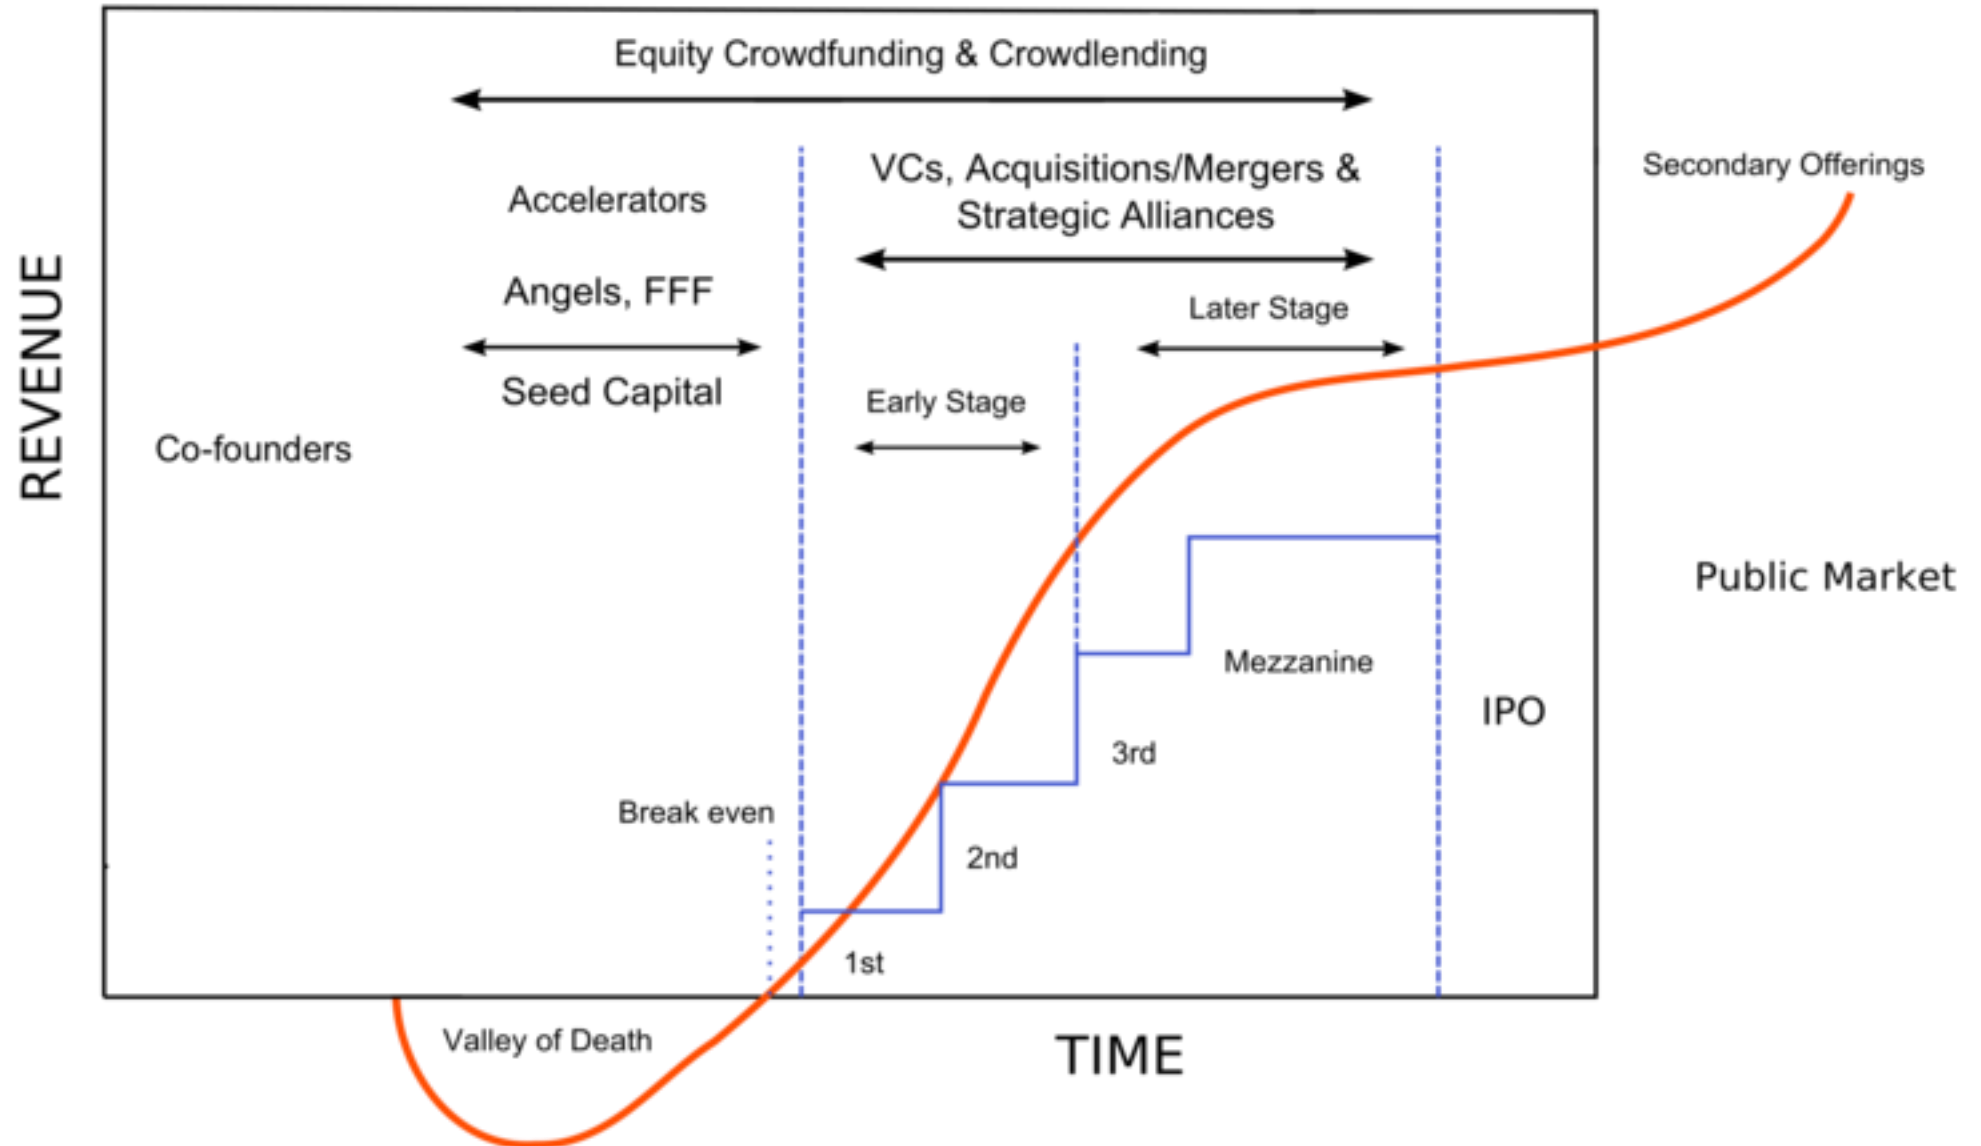 Equity Crowdfunding & Crowdlending
VCs, Acquisitions/Mergers &
Strategic Alliances
Secondary Offerings
Accelerators
Angels, FFF
Later Stage
Seed Capital
Early Stage
REVENUE
Co-founders
Public Market
Mezzanine
IPO
3rd
Break even
2nd
1st
Valley of Death
TIME